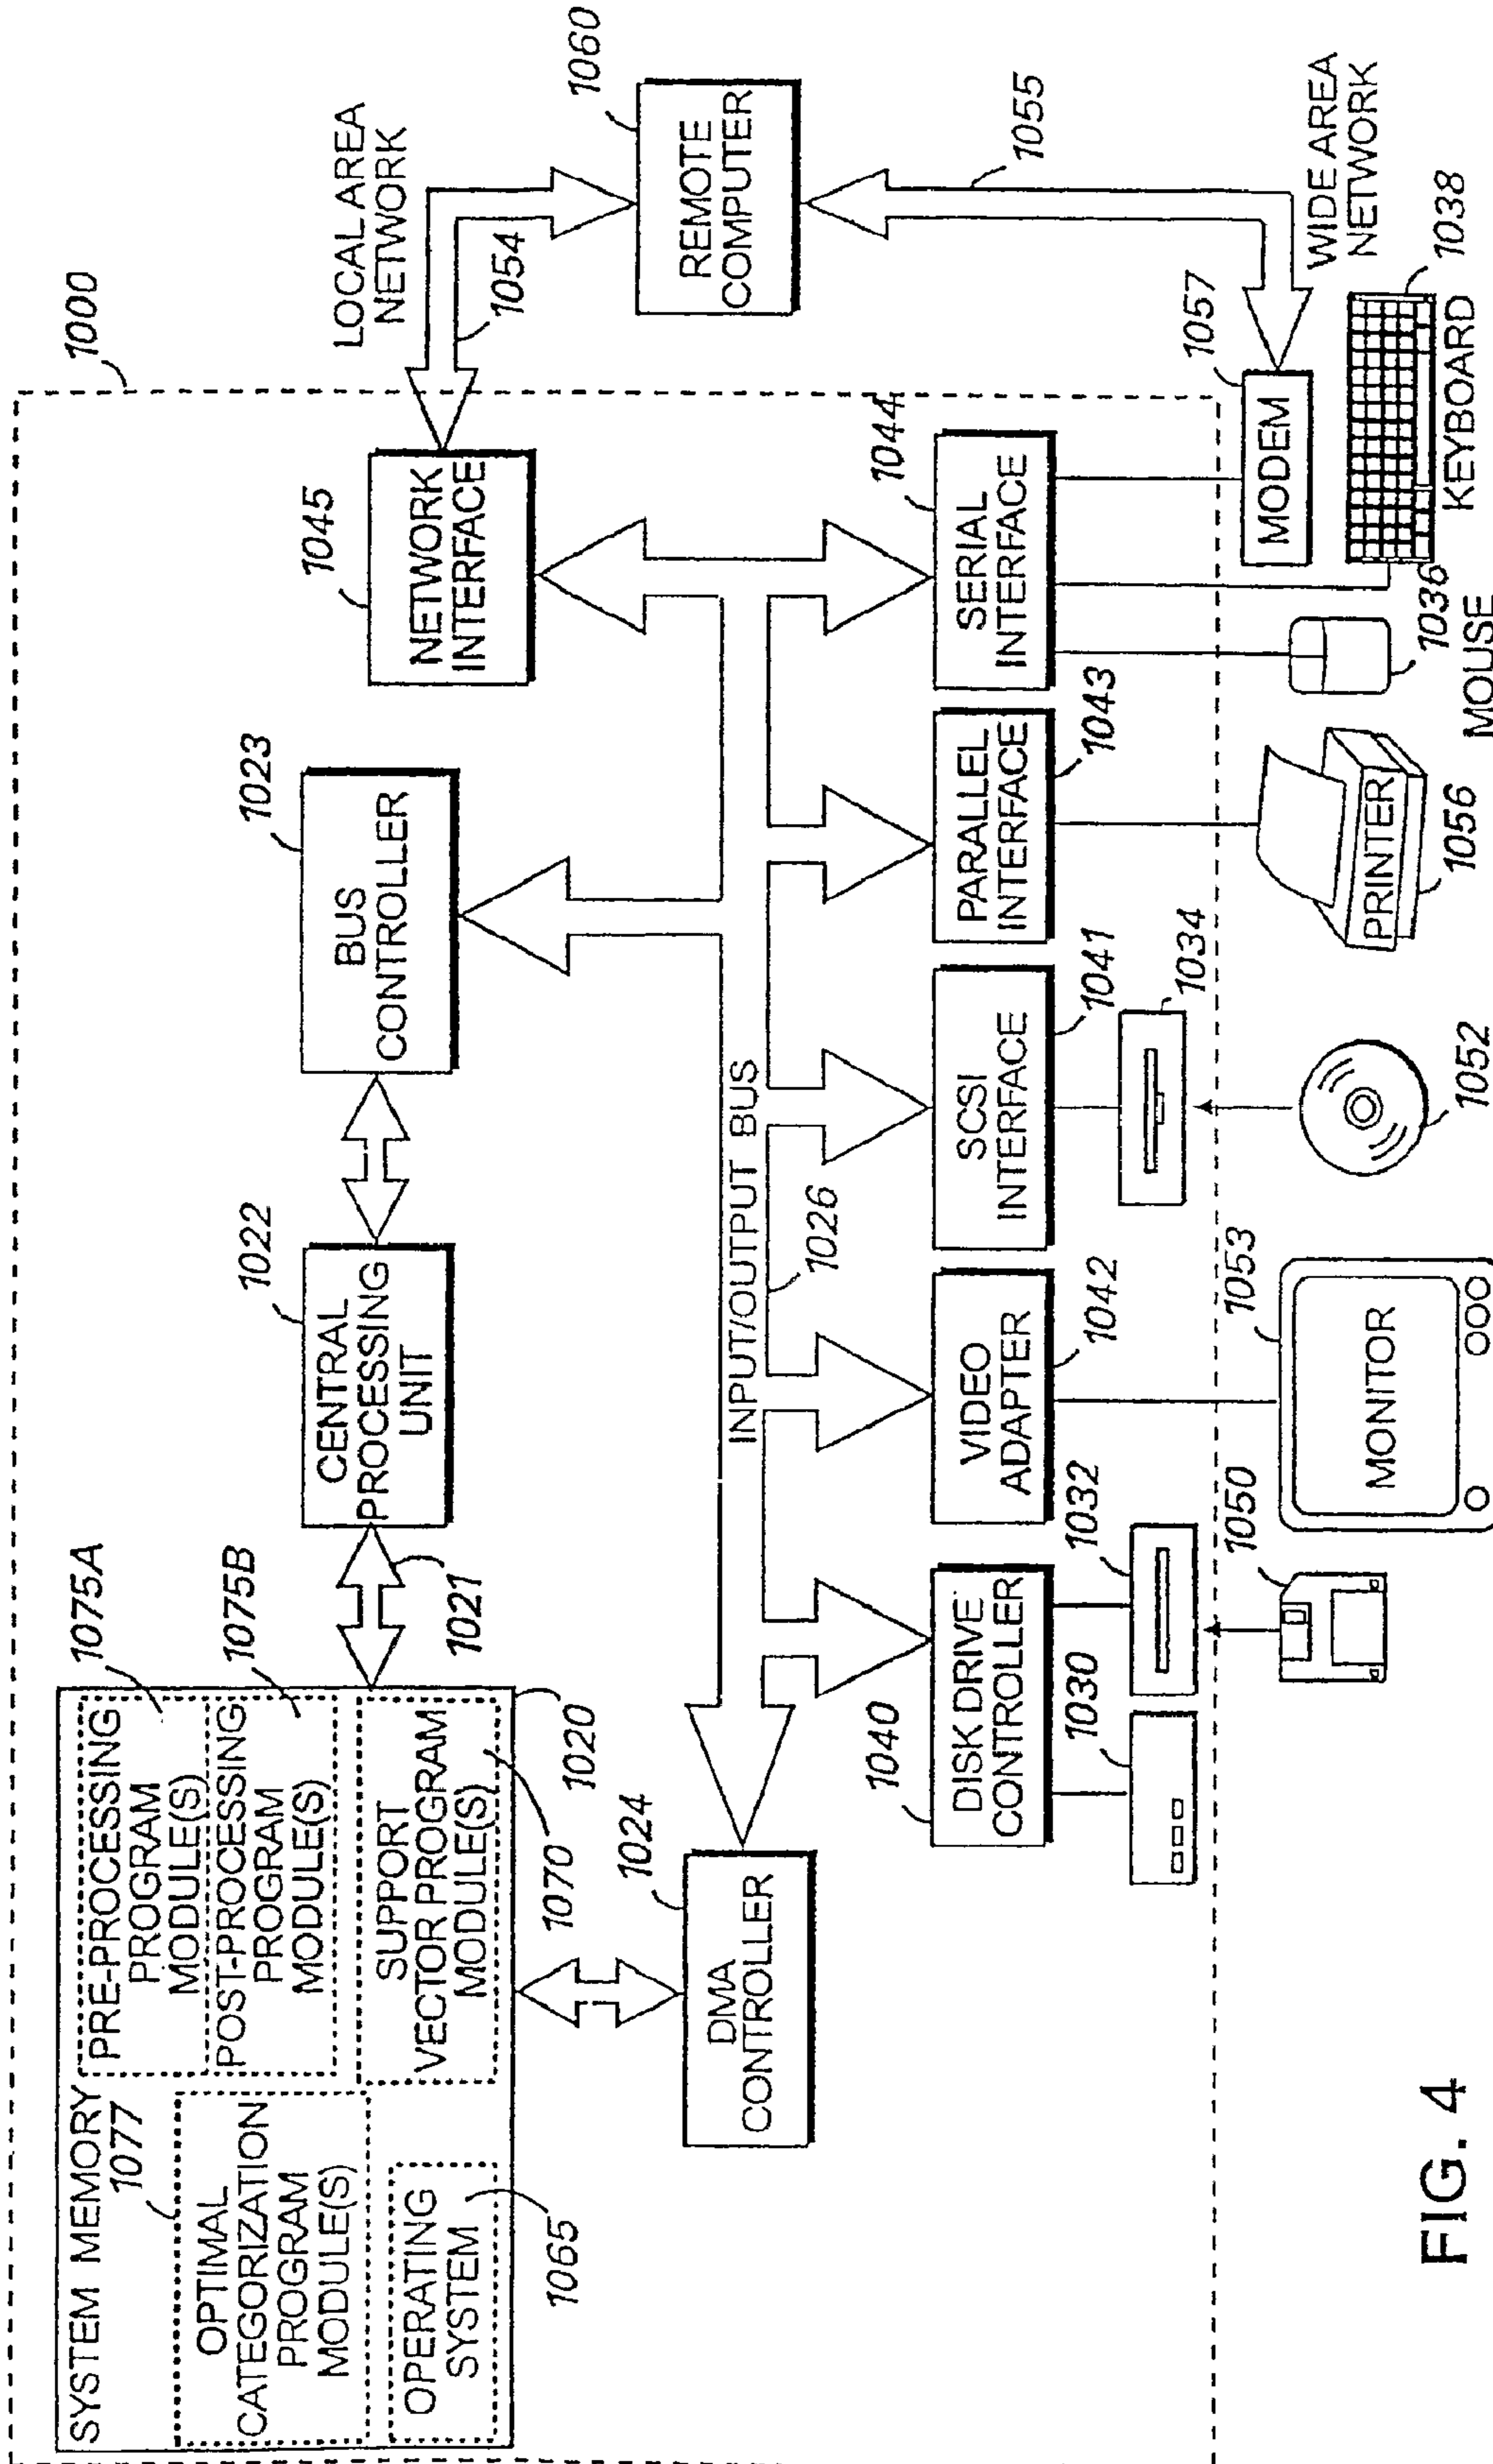 1000
SYSTEM MEMORY
1077
OPTIMAL
CATEGORIZATION
PROGRAM
MODULE(S)
OPERATING
SYSTEM
1065
PRE-PROCESSING
PROGRAM
MODULE(S)
1075A
POST-PROCESSING
PROGRAM
MODULE(S)
1075B
SUPPORT
VECTOR PROGRAM
MODULE(S)
1070
1020
1021
CENTRAL
PROCESSING
UNIT
1022
BUS
CONTROLLER
1023
NETWORK
INTERFACE
1045
LOCAL AREA
NETWORK
1054
REMOTE
COMPUTER
1060
1055
WIDE AREA
NETWORK
DMA
CONTROLLER
1024
INPUT/OUTPUT BUS
1026
DISK DRIVE
CONTROLLER
1040
VIDEO
ADAPTER
1042
SCSI
INTERFACE
1041
PARALLEL
INTERFACE
1043
SERIAL
INTERFACE
1044
1030
1032
1034
MODEM
1057
1050
MONITOR
1053
1052
PRINTER
1056
MOUSE
1036
KEYBOARD
1038
FIG. 4